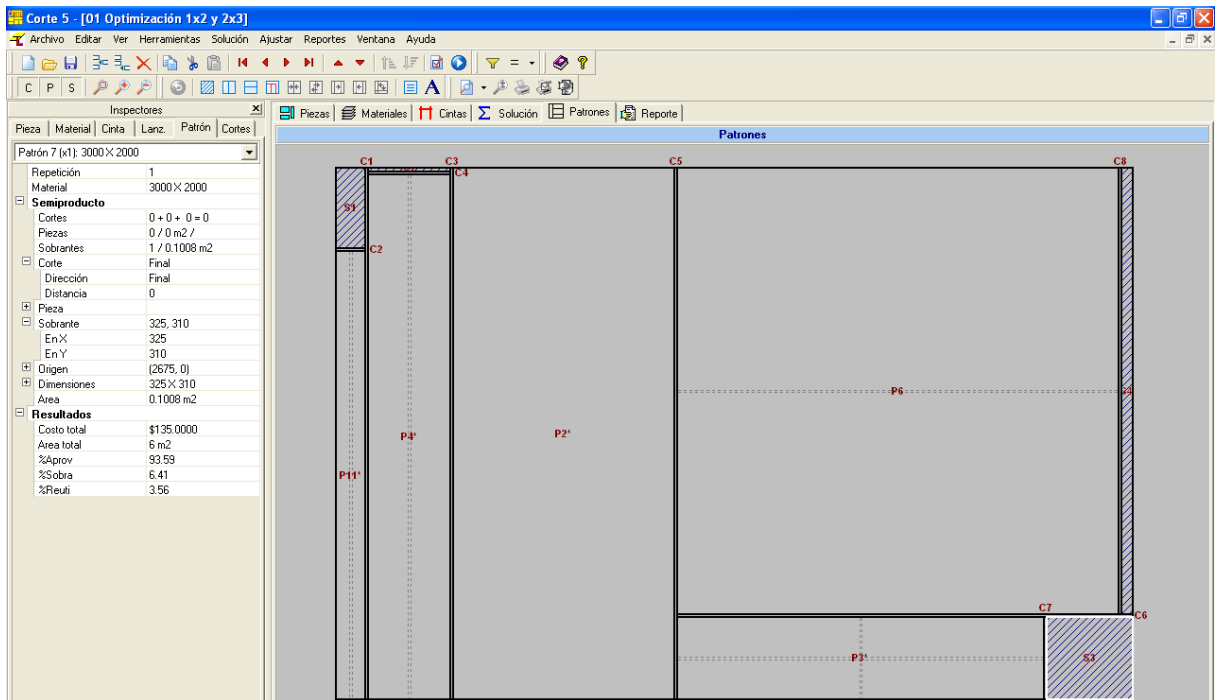 Corte 5 - [01 Optimización 1x2 y 2x3]
Archivo Editar Ver Herramientas Solución Ajustar Reportes Ventana Ayuda
C P S
A
Inspectores
Piezas Materiales Cintas Solución Patrones Reporte
Pieza Material Cinta Lanz. Patrón Cortes
Patrones
Patrón 7 (x1): 3000 X 2000
Repetición 1
Material 3000 X 2000
Semiproducto
Cortes 0 + 0 + 0 = 0
Piezas 0 / 0 m2 /
Sobrantes 1 / 0.1008 m2
Corte Final
Dirección Final
Distancia 0
Pieza
Sobrante 325, 310
En X 325
En Y 310
Origen (2675, 0)
Dimensiones 325 X 310
Area 0.1008 m2
Resultados
Costo total $135.0000
Area total 6 m2
%Aprov 93.59
%Sobra 6.41
%Reuti 3.56
C1 C3 C5 C8
C4
S1
C2
P6 S4
P4* P2*
P11*
C7
C6
P3* S3